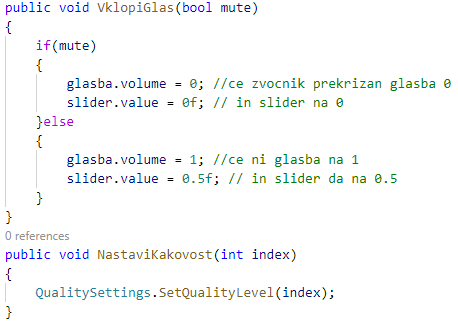 public void VklopiGlas(bool mute)
{
    if(mute)
    {
        glasba.volume = 0; //ce zvocnik prekrizan glasba 0
        slider.value = 0f; // in slider na 0
    }else
    {
        glasba.volume = 1; //ce ni glasba na 1
        slider.value = 0.5f; // in slider da na 0.5
    }
}
0 references
public void NastaviKakovost(int index)
{
    QualitySettings.SetQualityLevel(index);
}